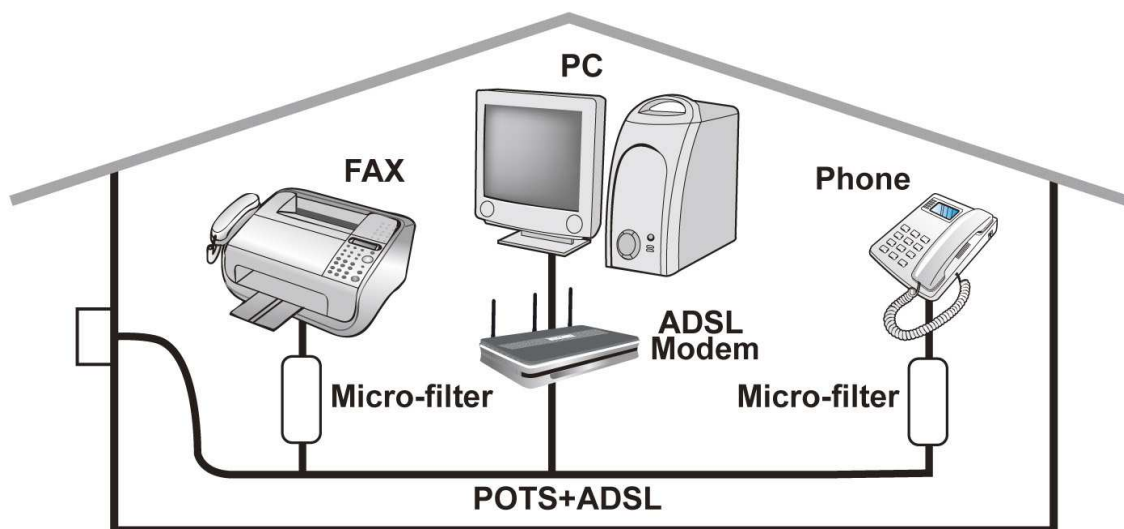 PC
FAX
Phone
ADSL
Modem
Micro-filter
Micro-filter
POTS+ADSL